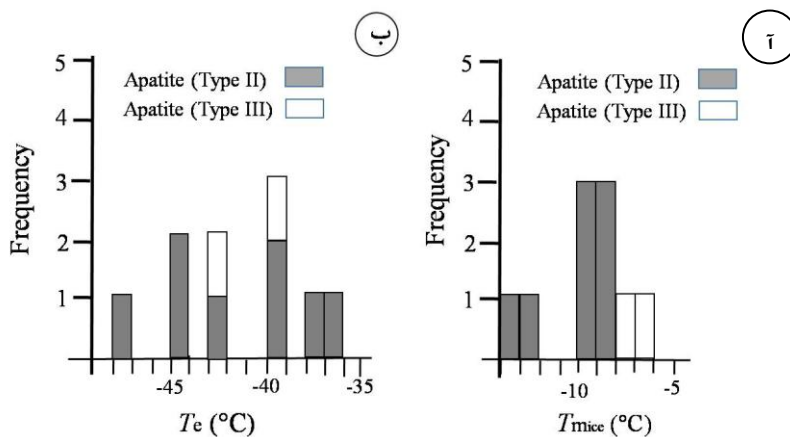 ب
Apatite (Type II)
Apatite (Type III)
Frequency
5
4
3
2
1
-45
-40
-35
Te (°C)
آ
Apatite (Type II)
Apatite (Type III)
Frequency
5
4
3
2
1
-10
-5
Tmice (°C)